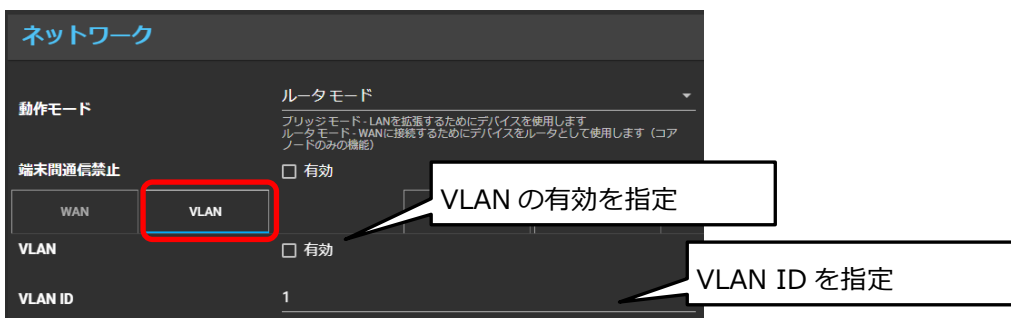 ネットワーク
動作モード
ルータモード
ブリッジモード - LANを拡張するためにデバイスを使用します
ルータモード - WANに接続するためにデバイスをルータとして使用します（コア
ノードのみの機能）
端末間通信禁止
有効
VLAN の有効を指定
WAN
VLAN
VLAN
有効
VLAN ID を指定
VLAN ID
1